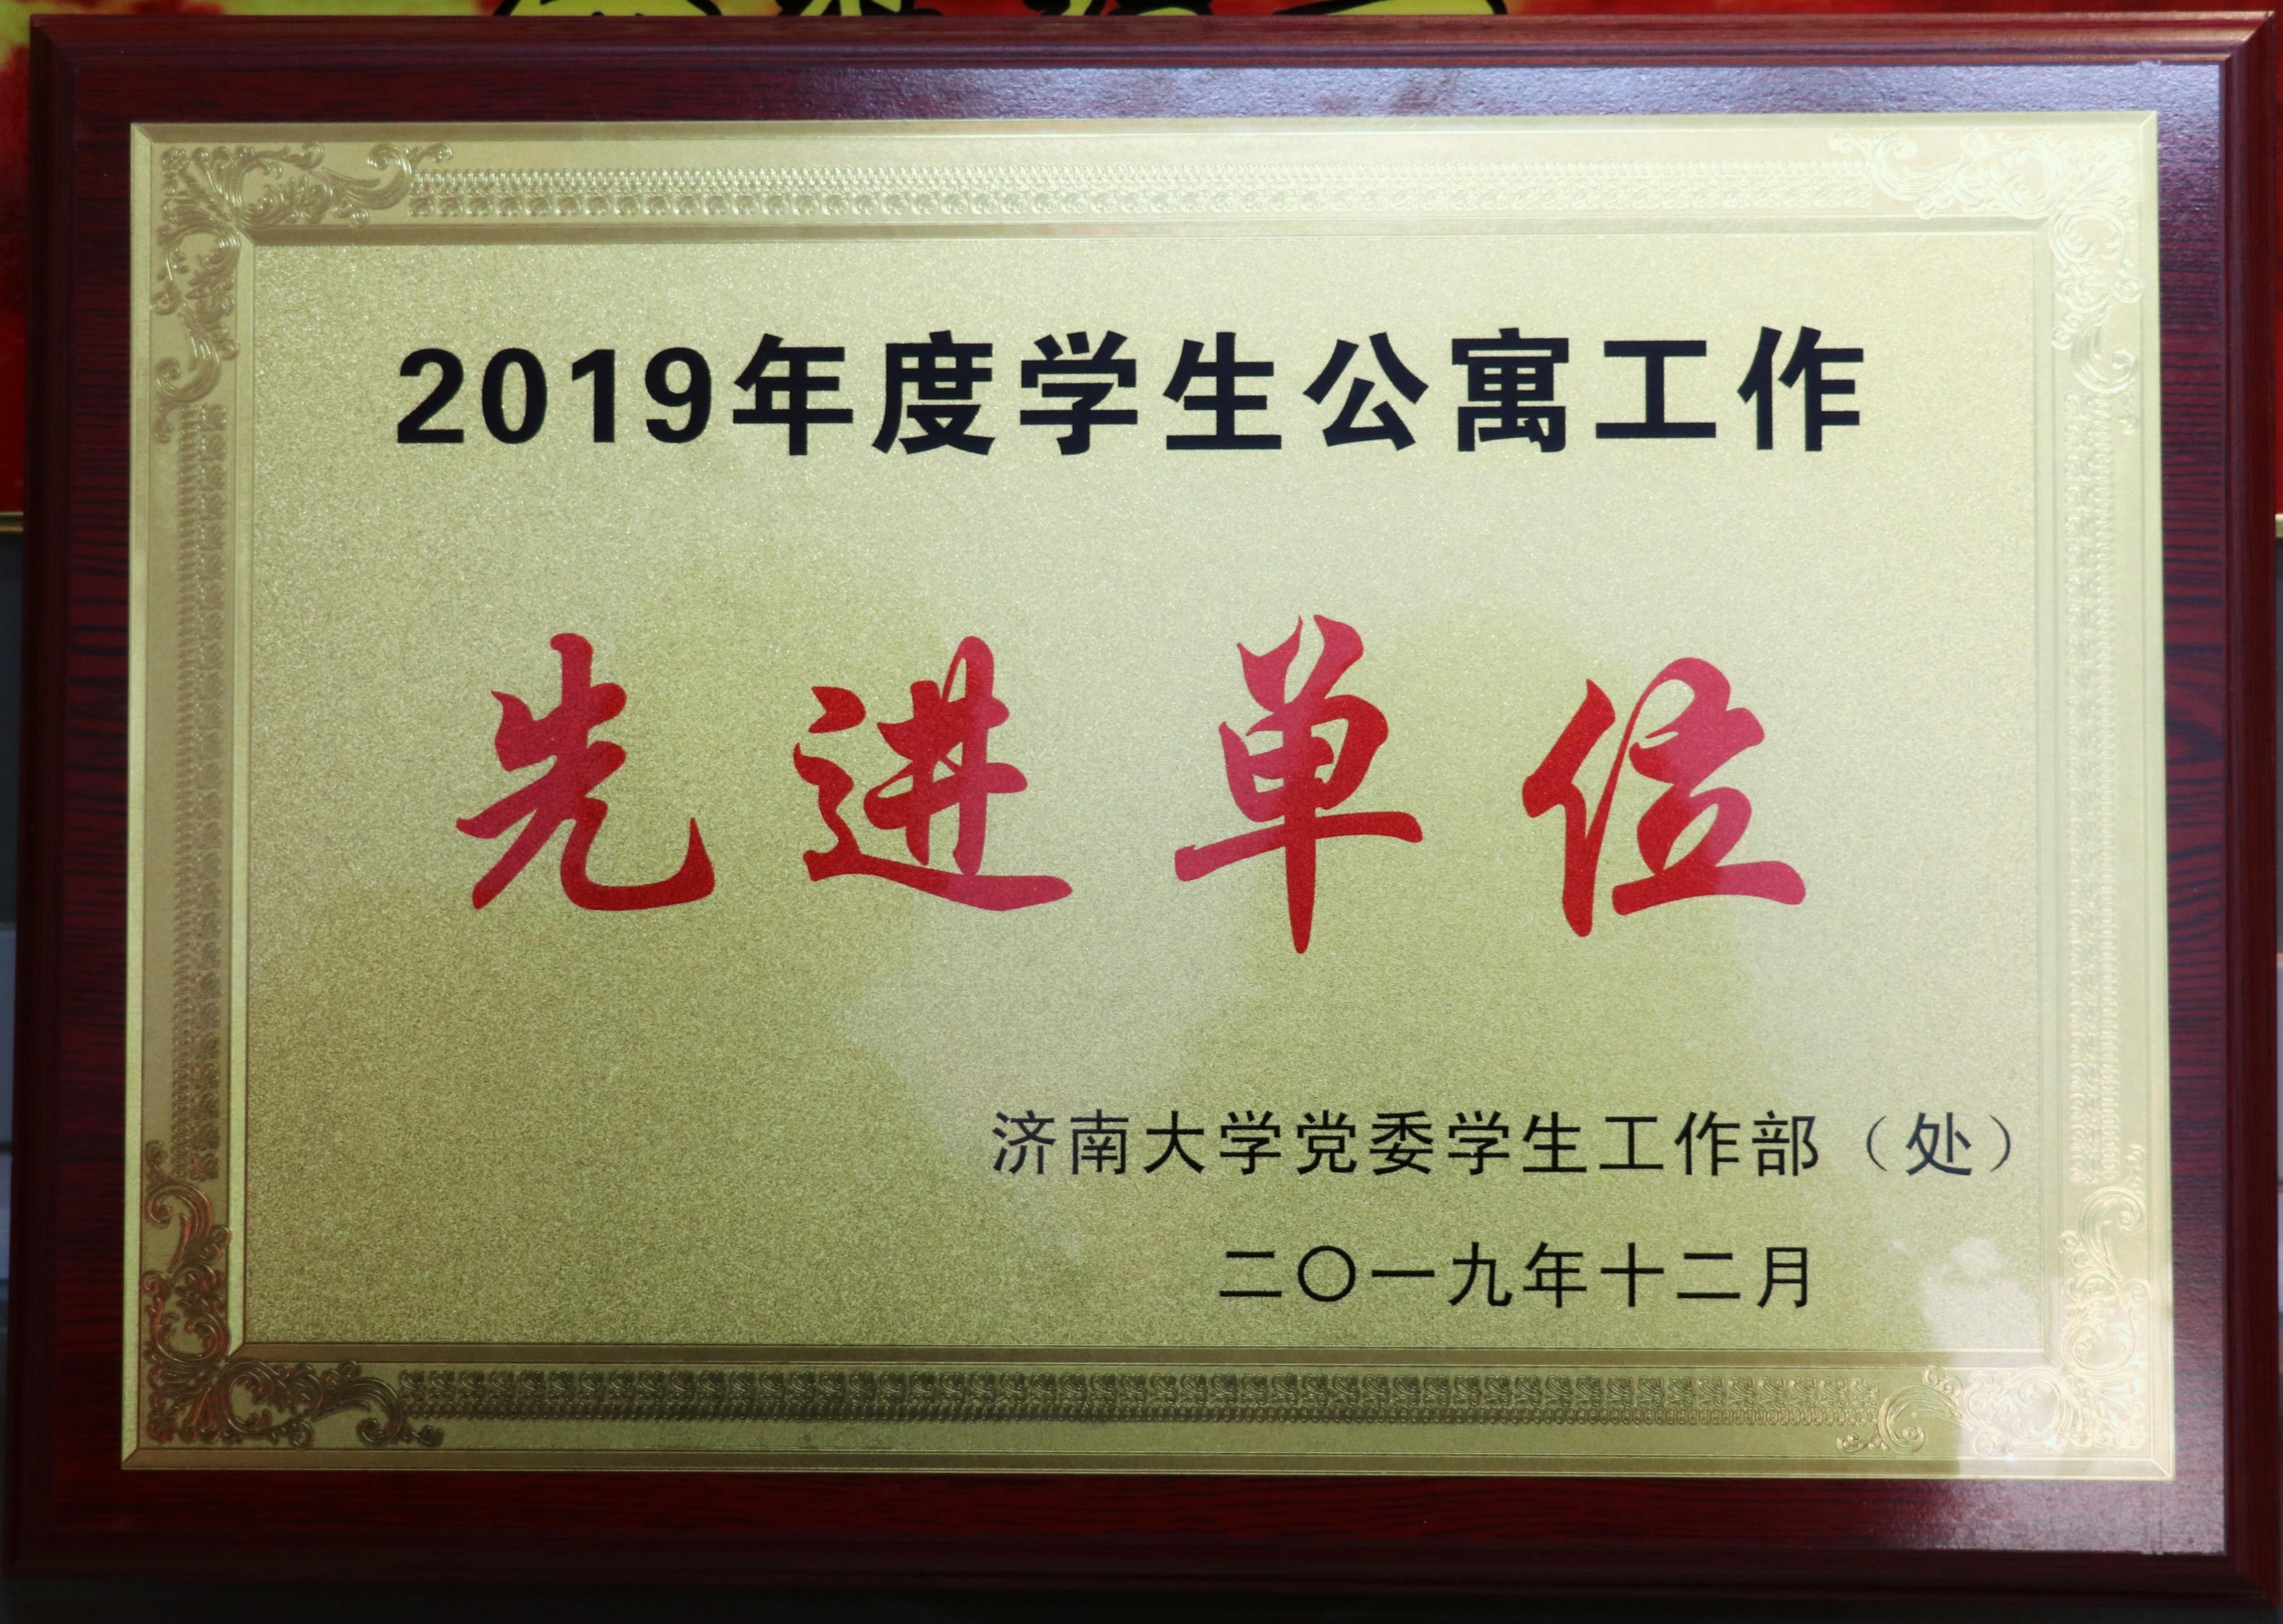 2019年度学生公寓工作
先进单位
济南大学党委学生工作部（处）
二〇一九年十二月